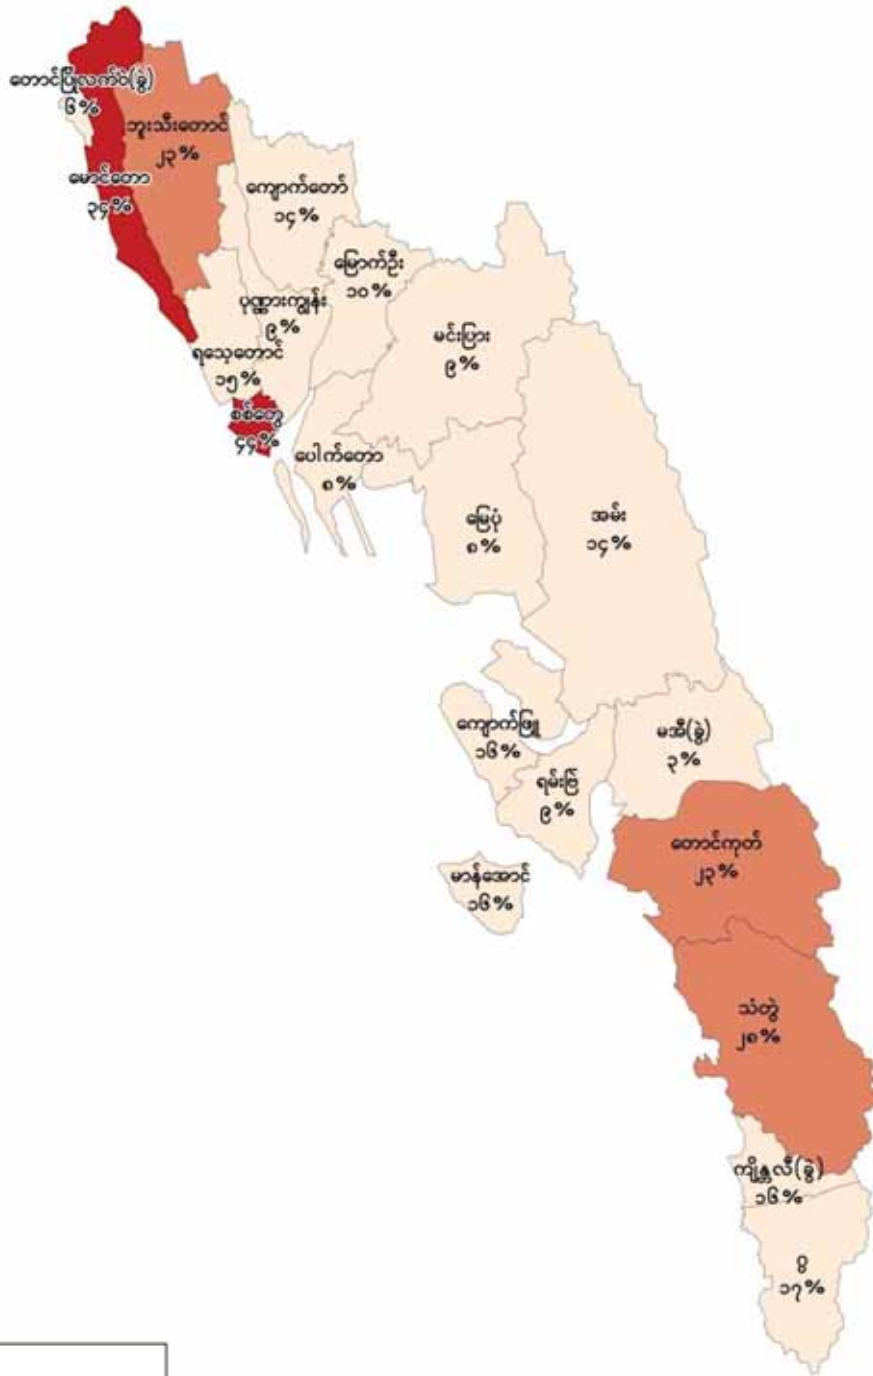 တောင်ပြိုလက်ဝဲ(ခွဲ)
၆%
ဘူးသီးတောင်
၂၃%
မောင်တော
၃၄%
ကျောက်တော်
၁၄%
မြောက်ဦး
၁၀%
ပုဏ္ဏားကျွန်း
၉%
မင်းပြား
၉%
ရသေ့တောင်
၁၅%
စစ်တွေ
၄၄%
ပေါက်တော
၈%
မြေပုံ
၈%
အမ်း
၁၄%
ကျောက်ဖြူ
၁၆%
မအီ(ခွဲ)
၃%
ရမ်းဗြဲ
၉%
တောင်ကုတ်
၂၃%
မာန်အောင်
၁၆%
သံတွဲ
၂၈%
ကျိန္တလီ(ခွဲ)
၁၆%
ဂွ
၁၇%